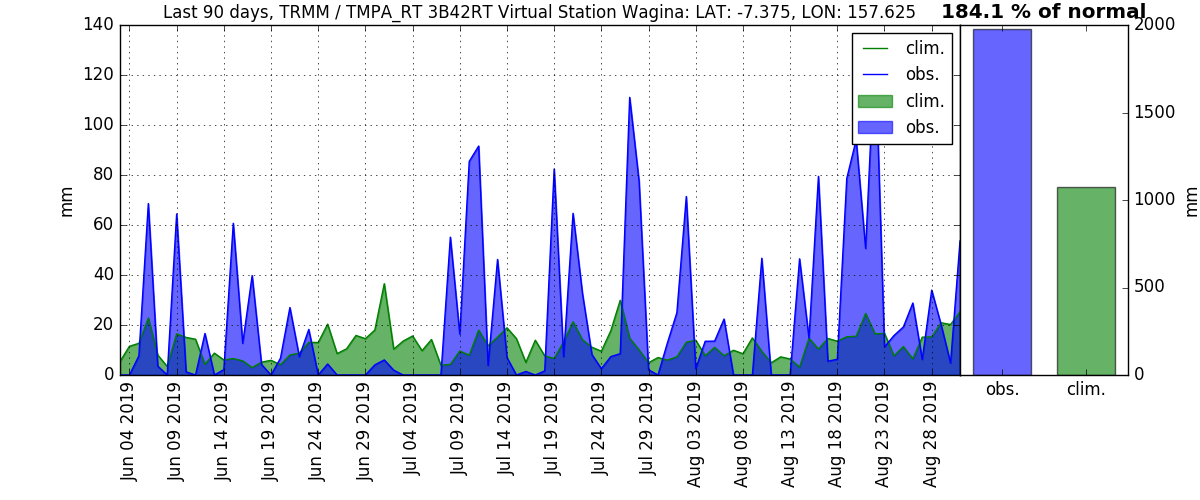 Last 90 days, TRMM / TMPA_RT 3B42RT Virtual Station Wagina: LAT: -7.375, LON: 157.625
184.1 % of normal
140
120
100
80
60
40
20
0
mm
clim.
obs.
clim.
obs.
2000
1500
1000
500
0
mm
obs.
clim.
Jun 04 2019
Jun 09 2019
Jun 14 2019
Jun 19 2019
Jun 24 2019
Jun 29 2019
Jul 04 2019
Jul 09 2019
Jul 14 2019
Jul 19 2019
Jul 24 2019
Jul 29 2019
Aug 03 2019
Aug 08 2019
Aug 13 2019
Aug 18 2019
Aug 23 2019
Aug 28 2019